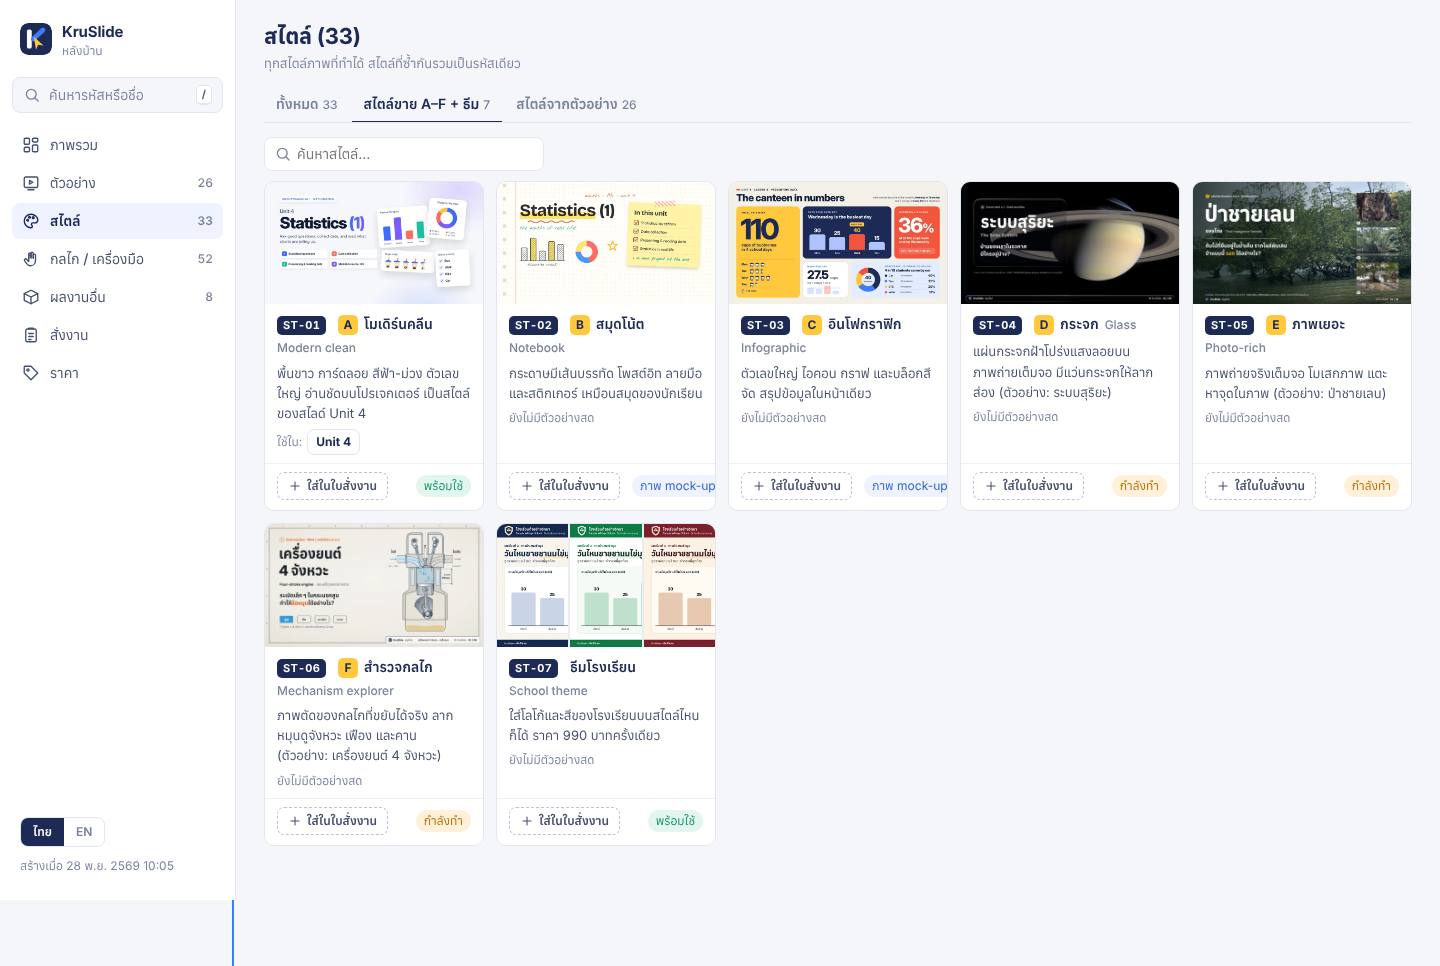 KruSlide
หลังบ้าน
ค้นหารหัสหรือชื่อ /
ภาพรวม
ตัวอย่าง 26
สไตล์ 33
กลไก / เครื่องมือ 52
ผลงานอื่น 8
สั่งงาน
ราคา
ไทย EN
สร้างเมื่อ 28 พ.ย. 2569 10:05
สไตล์ (33)
ทุกสไตล์ภาพที่ทำได้ สไตล์ที่ซ้ำกันรวมเป็นรหัสเดียว
ทั้งหมด 33 สไตล์ขาย A–F + ธีม 7 สไตล์จากตัวอย่าง 26
ค้นหาสไตล์...
Unit 4
Statistics (1)
ST-01 A โมเดิร์นคลีน
Modern clean
พื้นขาว การ์ดลอย สีฟ้า-ม่วง ตัวเลข
ใหญ่ อ่านชัดบนโปรเจกเตอร์ เป็นสไตล์
ของสไลด์ Unit 4
ยใช้ใน: Unit 4
ใส่ในใบสั่งงาน พร้อมใช้
Statistics (1)
In this unit
ST-02 B สมุดโน้ต
Notebook
กระดาษมีเส้นบรรทัด โพสต์อิท ลายมือ
และสติกเกอร์ เหมือนสมุดของนักเรียน
ยังไม่มีตัวอย่างสด
ใส่ในใบสั่งงาน ภาพ mock-up
The canteen in numbers
110
Wednesday is the busiest day
30 25 40 15
36%
27.5
40
ST-03 C อินโฟกราฟิก
Infographic
ตัวเลขใหญ่ ไอคอน กราฟ และบล็อกสี
จัด สรุปข้อมูลในหน้าเดียว
ยังไม่มีตัวอย่างสด
ใส่ในใบสั่งงาน ภาพ mock-up
ระบบสุริยะ
ST-04 D กระจก Glass
แผ่นกระจกฝ้าโปร่งแสงลอยบน
ภาพถ่ายเต็มจอ มีแว่นกระจกให้ลาก
ส่อง (ตัวอย่าง: ระบบสุริยะ)
ยังไม่มีตัวอย่างสด
ใส่ในใบสั่งงาน กำลังทำ
ป่าชายเลน
ST-05 E ภาพเยอะ
Photo-rich
ภาพถ่ายจริงเต็มจอ โมเสกภาพ แตะ
หาจุดในภาพ (ตัวอย่าง: ป่าชายเลน)
ยังไม่มีตัวอย่างสด
ใส่ในใบสั่งงาน กำลังทำ
เครื่องยนต์
4 จังหวะ
ST-06 F สำรวจกลไก
Mechanism explorer
ภาพตัดของกลไกที่ขยับได้จริง ลาก
หมุนดูจังหวะ เฟือง และคาน
(ตัวอย่าง: เครื่องยนต์ 4 จังหวะ)
ยังไม่มีตัวอย่างสด
ใส่ในใบสั่งงาน กำลังทำ
ST-07 ธีมโรงเรียน
School theme
ใส่โลโก้และสีของโรงเรียนบนสไตล์ไหน
ก็ได้ ราคา 990 บาทครั้งเดียว
ยังไม่มีตัวอย่างสด
ใส่ในใบสั่งงาน พร้อมใช้